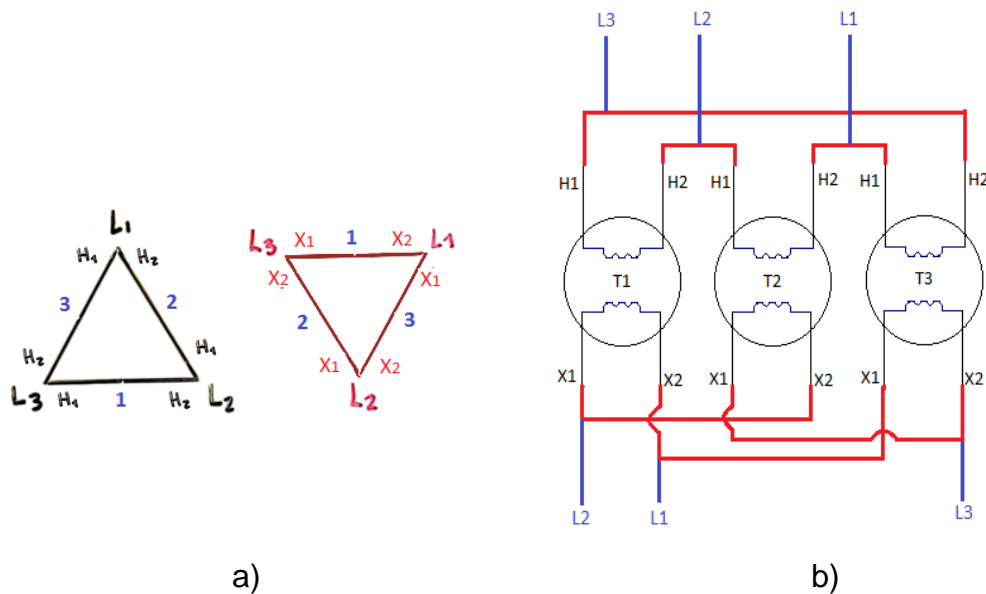 L3 L2 L1
H1 H2 H1 H2 H1 H2
L1
H1 H2
3 2
H2 H1
L3 H1 1 H2 L2
L3 X1 1 X2 L1
X2 X1
2 3
X1 X2
L2
T1 T2 T3
X1 X2 X1 X2 X1 X2
L2 L1 L3
a) b)